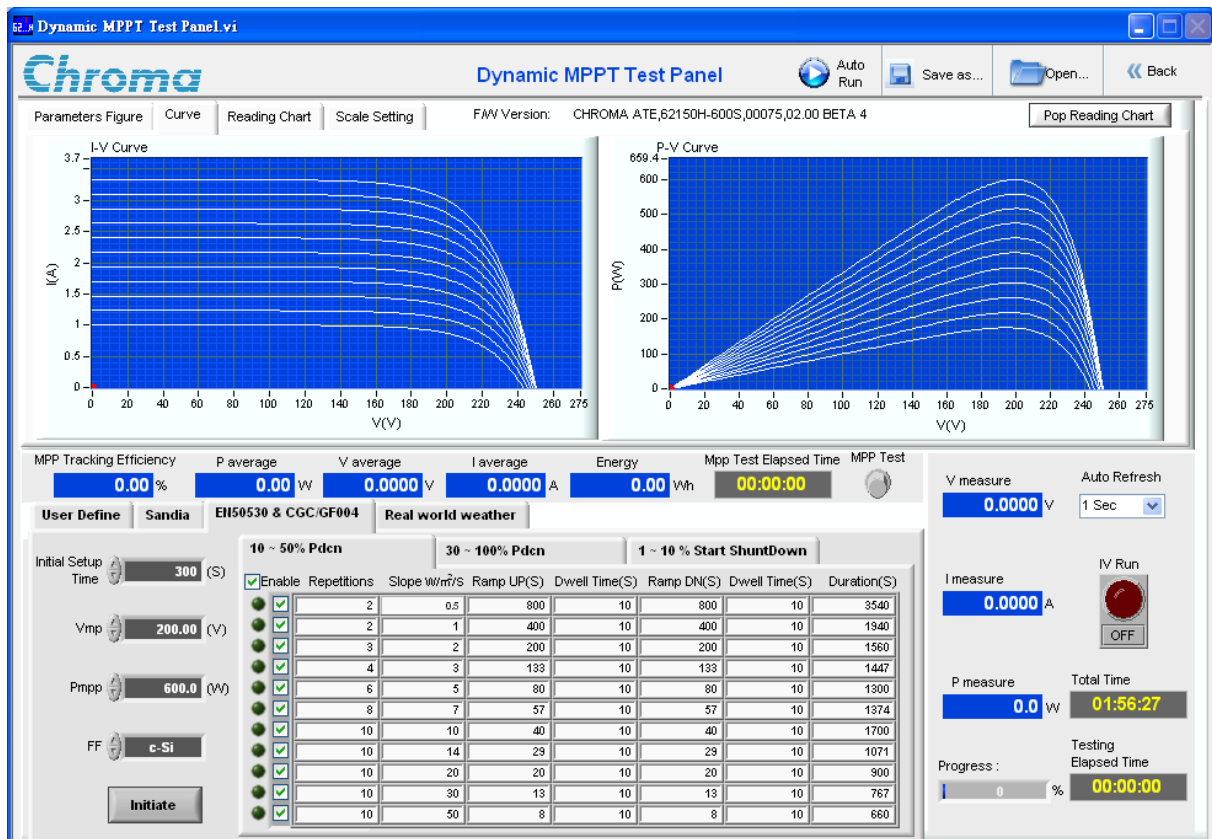 Dynamic MPPT Test Panel.vi
Chroma Dynamic MPPT Test Panel Auto Run Save as... Open... Back
Parameters Figure Curve Reading Chart Scale Setting F/W Version: CHROMA ATE,62150H-600S,00075,02.00 BETA 4 Pop Reading Chart
I-V Curve
3.7
3
2.5
2
1.5
1
0.5
0
I(A)
0 20 40 60 80 100 120 140 160 180 200 220 240 260 275
V(V)
P-V Curve
659.4
600
500
400
300
200
100
0
P(W)
0 20 40 60 80 100 120 140 160 180 200 220 240 260 275
V(V)
MPP Tracking Efficiency P average V average I average Energy Mpp Test Elapsed Time MPP Test
0.00 % 0.00 W 0.0000 V 0.0000 A 0.00 Wh 00:00:00
User Define Sandia EN50530 & CGC/GF004 Real world weather
Initial Setup Time 300 (S)
Vmp 200.00 (V)
Pmpp 600.0 (W)
FF c-Si
Initiate
10 ~ 50% Pdcn 30 ~ 100% Pdcn 1 ~ 10 % Start ShuntDown
Enable Repetitions Slope W/m²/S Ramp UP(S) Dwell Time(S) Ramp DN(S) Dwell Time(S) Duration(S)
2 0.5 800 10 800 10 3540
2 1 400 10 400 10 1940
3 2 200 10 200 10 1560
4 3 133 10 133 10 1447
6 5 80 10 80 10 1300
8 7 57 10 57 10 1374
10 10 40 10 40 10 1700
10 14 29 10 29 10 1071
10 20 20 10 20 10 900
10 30 13 10 13 10 767
10 50 8 10 8 10 660
V measure Auto Refresh
0.0000 V 1 Sec
I measure IV Run
0.0000 A
OFF
P measure Total Time
0.0 W 01:56:27
Testing
Progress : Elapsed Time
0 % 00:00:00